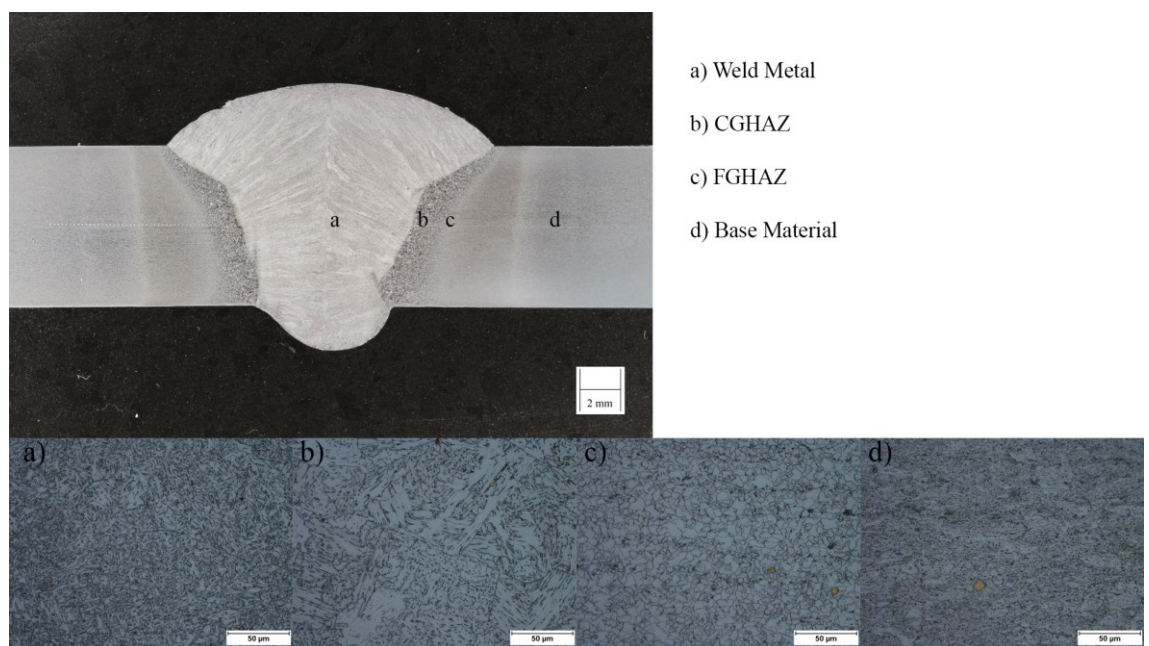 a) Weld Metal
b) CGHAZ
c) FGHAZ
d) Base Material
a b c d
2 mm
a) b) c) d)
50 µm 50 µm 50 µm 50 µm